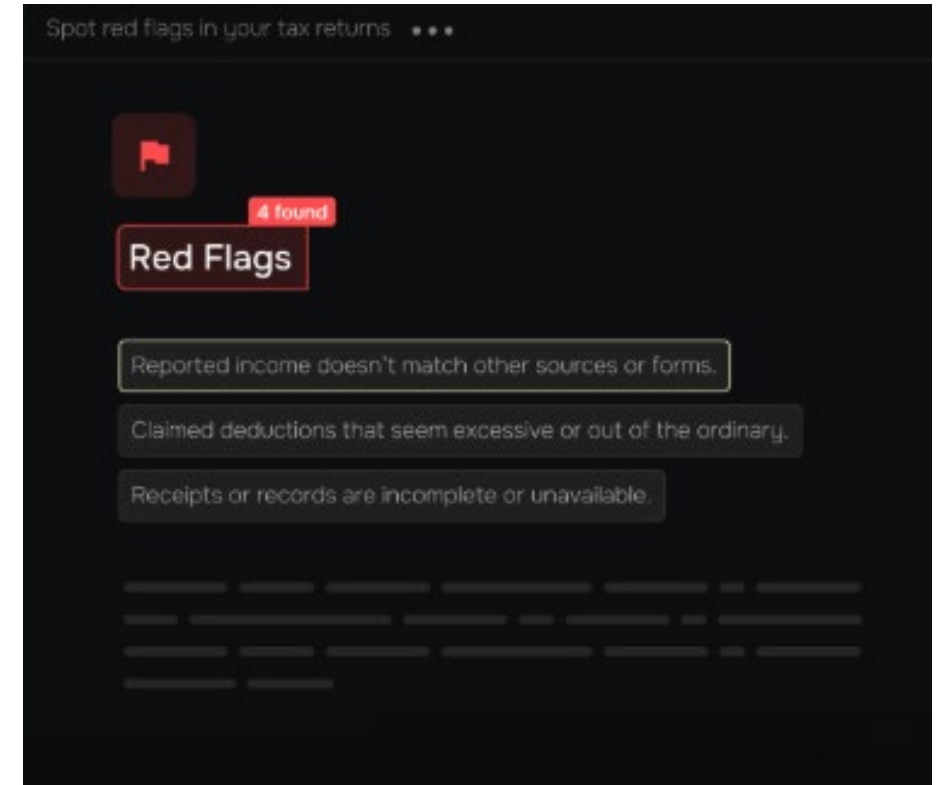 Spot red flags in your tax returns
4 found
Red Flags
Reported income doesn't match other sources or forms.
Claimed deductions that seem excessive or out of the ordinary.
Receipts or records are incomplete or unavailable.